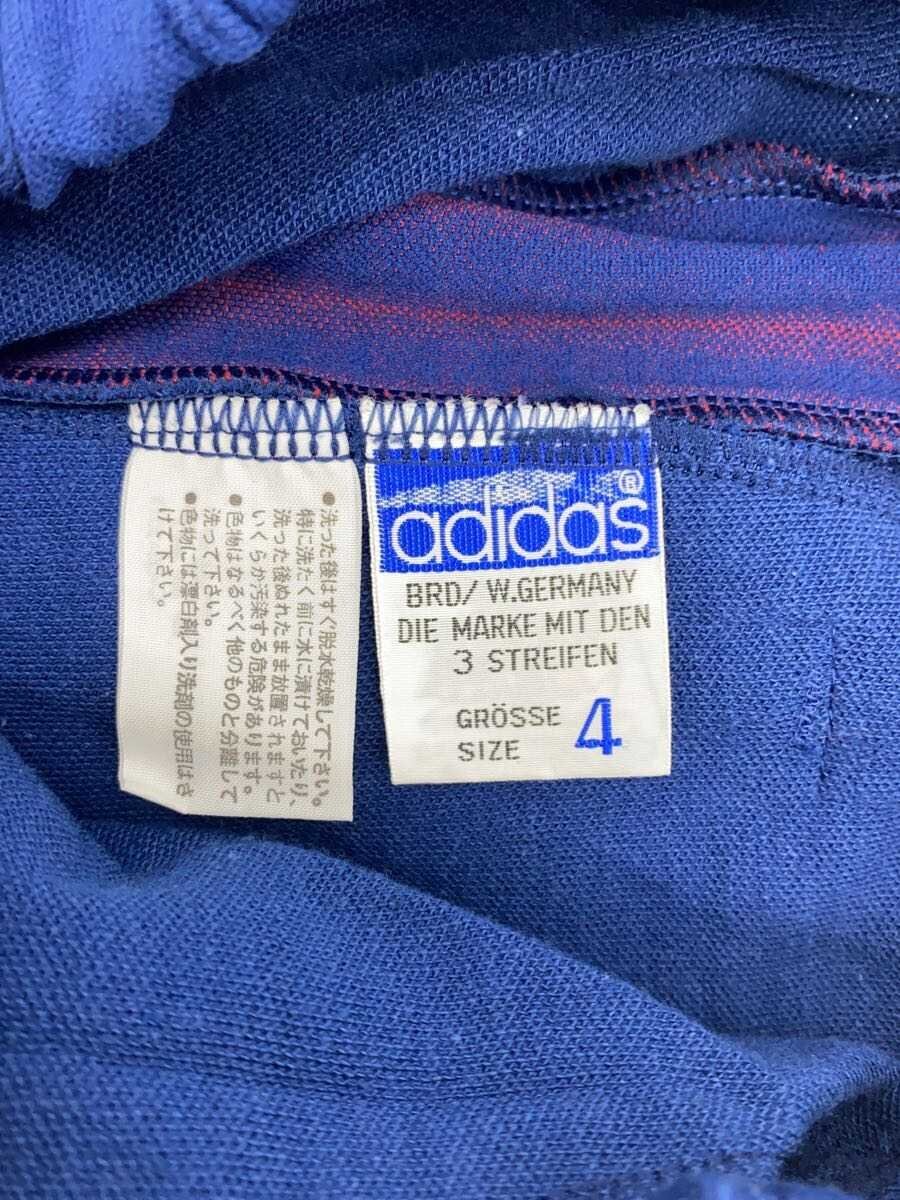 ●洗った後はすぐ脱水乾燥して下さい。
特に洗たく前に水に漬けておいたり、
洗った後ぬれたまま放置されますと
いくらか汚染する危険があります。
●色物はなるべく他のものと分離して
洗って下さい。
●色物には漂白剤入り洗剤の使用はさ
けて下さい。
adidas®
BRD/ W.GERMANY
DIE MARKE MIT DEN
3 STREIFEN
GRÖSSE
SIZE 4